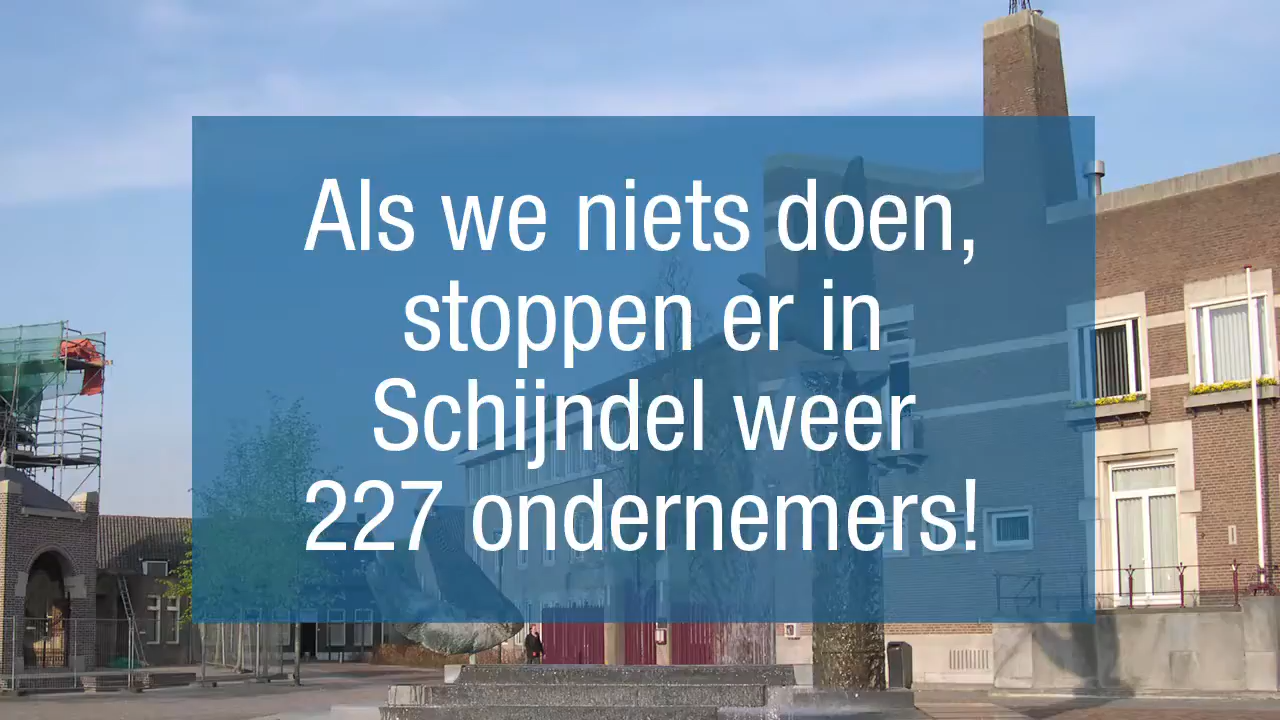 Als we niets doen,
stoppen er in
Schijndel weer
227 ondernemers!